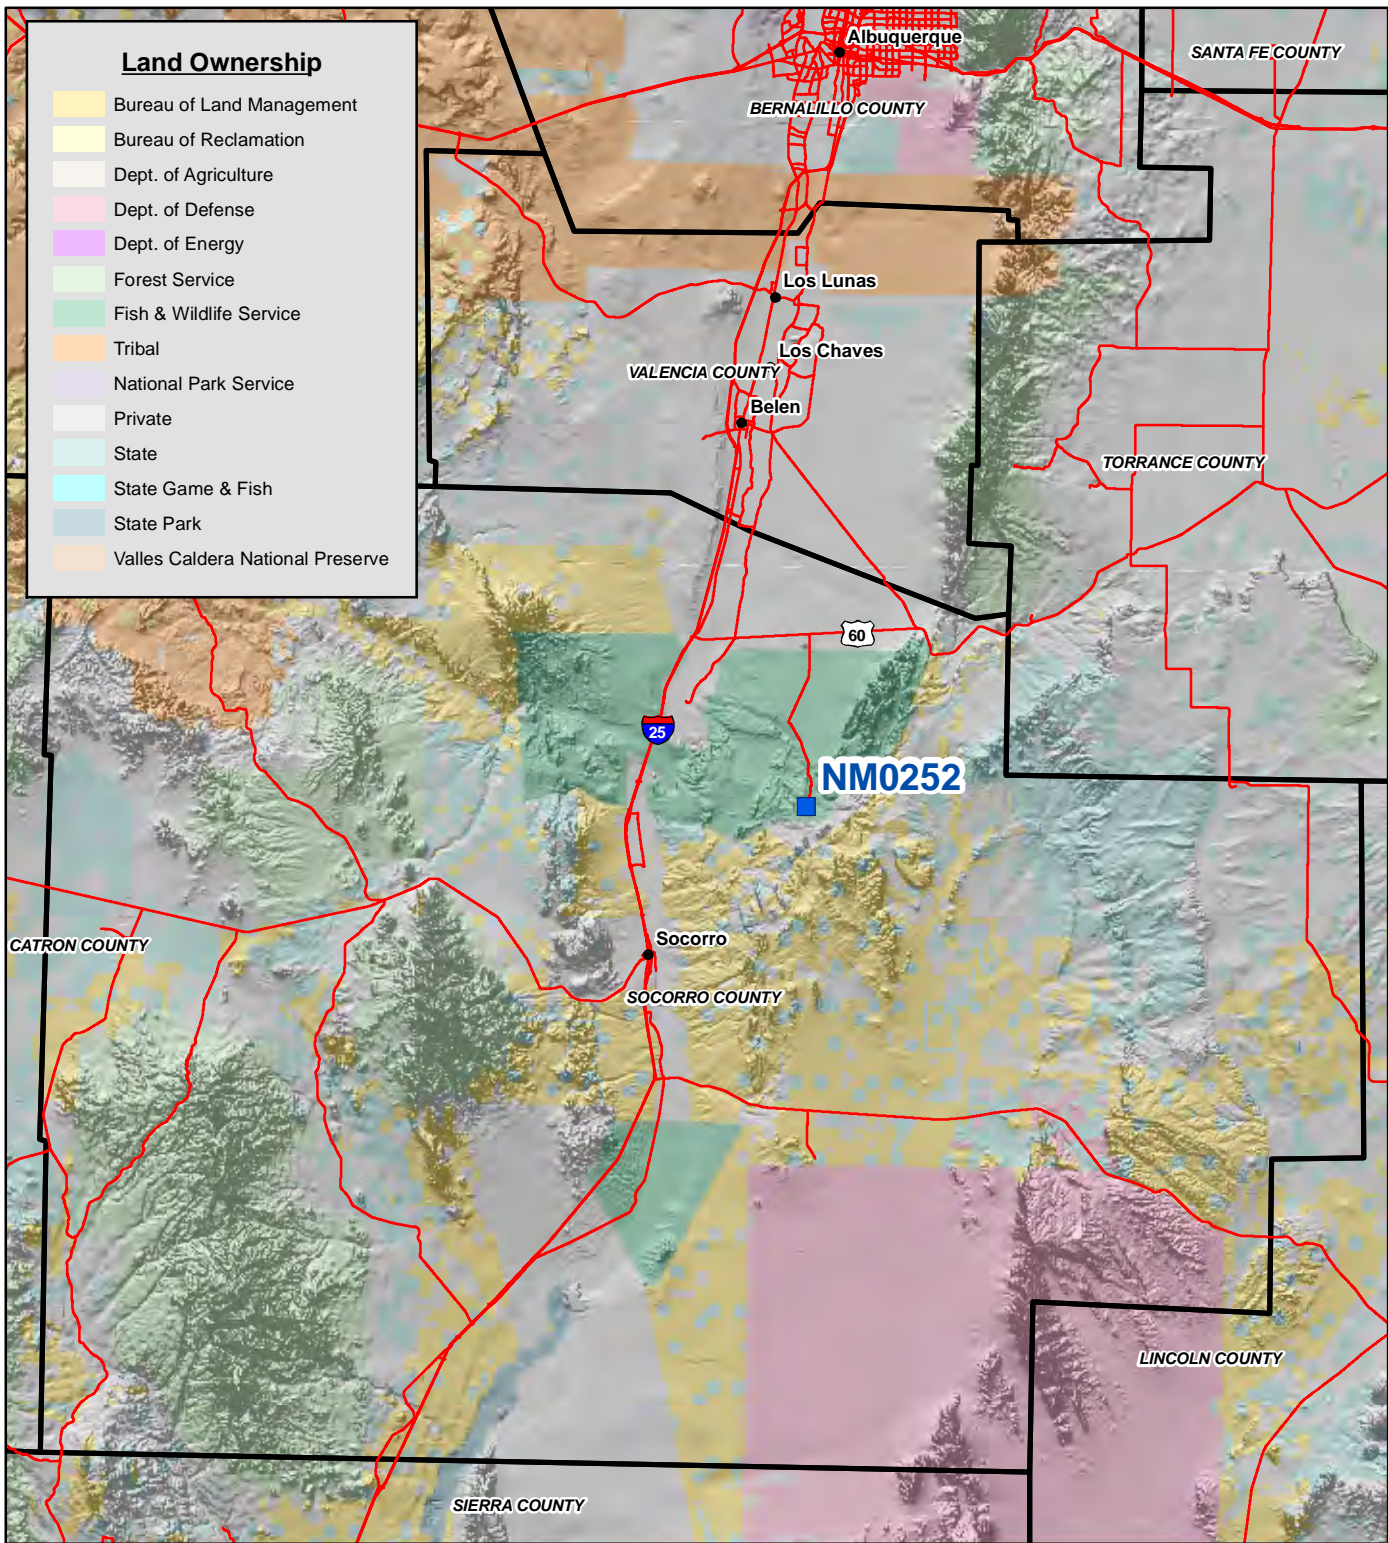 Land Ownership
Bureau of Land Management
Bureau of Reclamation
Dept. of Agriculture
Dept. of Defense
Dept. of Energy
Forest Service
Fish & Wildlife Service
Tribal
National Park Service
Private
State
State Game & Fish
State Park
Valles Caldera National Preserve
Albuquerque
SANTA FE COUNTY
BERNALILLO COUNTY
Los Lunas
Los Chaves
VALENCIA COUNTY
Belen
TORRANCE COUNTY
60
25
NM0252
Socorro
CATRON COUNTY
SOCORRO COUNTY
LINCOLN COUNTY
SIERRA COUNTY